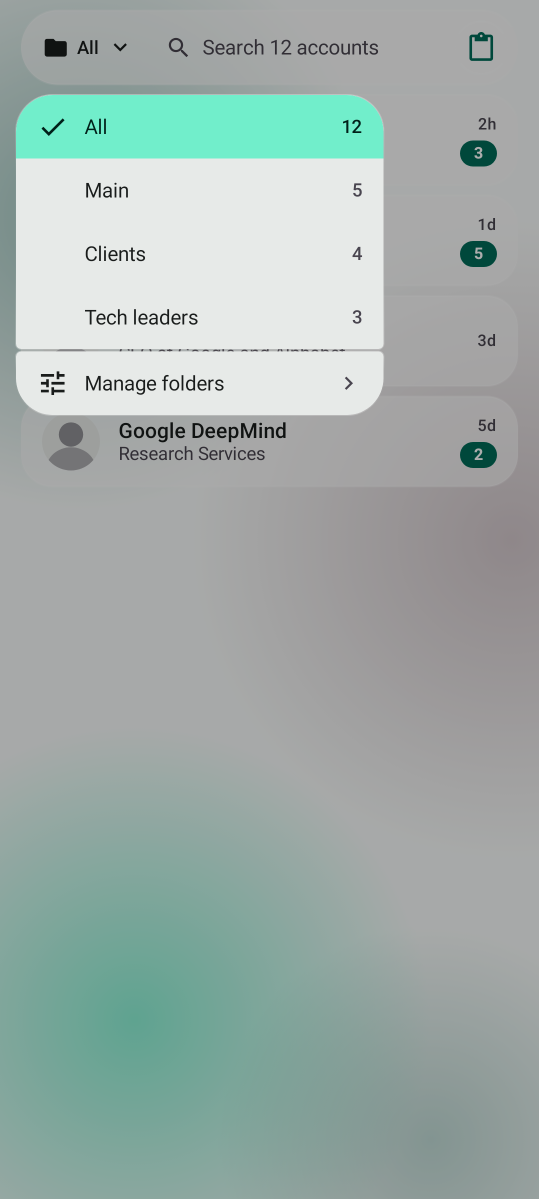 All
Search 12 accounts
All 12
Main 5
Clients 4
Tech leaders 3
Manage folders
2h
3
1d
5
3d
Google DeepMind
Research Services
5d
2